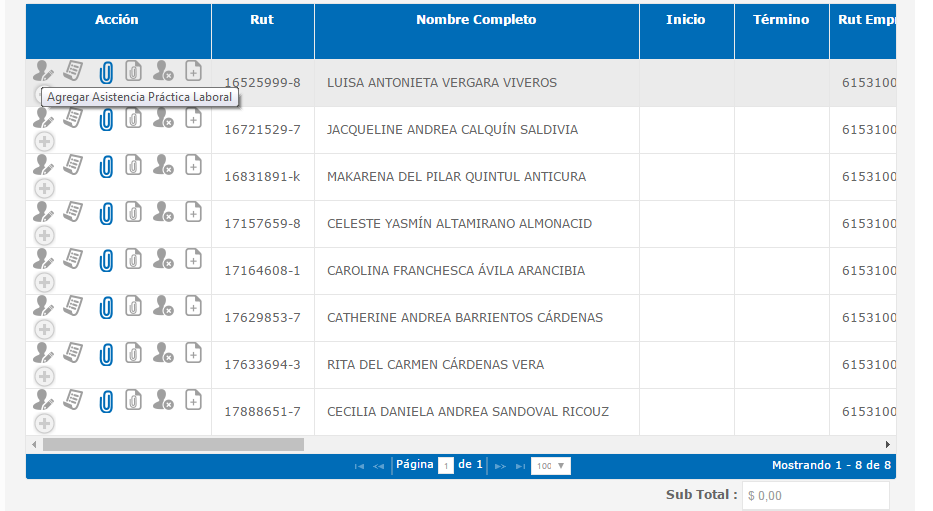 Acción Rut Nombre Completo Inicio Término Rut Emp
16525999-8 LUISA ANTONIETA VERGARA VIVEROS 6153100
Agregar Asistencia Práctica Laboral
16721529-7 JACQUELINE ANDREA CALQUÍN SALDIVIA 6153100
16831891-k MAKARENA DEL PILAR QUINTUL ANTICURA 6153100
17157659-8 CELESTE YASMÍN ALTAMIRANO ALMONACID 6153100
17164608-1 CAROLINA FRANCHESCA ÁVILA ARANCIBIA 6153100
17629853-7 CATHERINE ANDREA BARRIENTOS CÁRDENAS 6153100
17633694-3 RITA DEL CARMEN CÁRDENAS VERA 6153100
17888651-7 CECILIA DANIELA ANDREA SANDOVAL RICOUZ 6153100
Página 1 de 1 100 Mostrando 1 - 8 de 8
Sub Total : $ 0,00